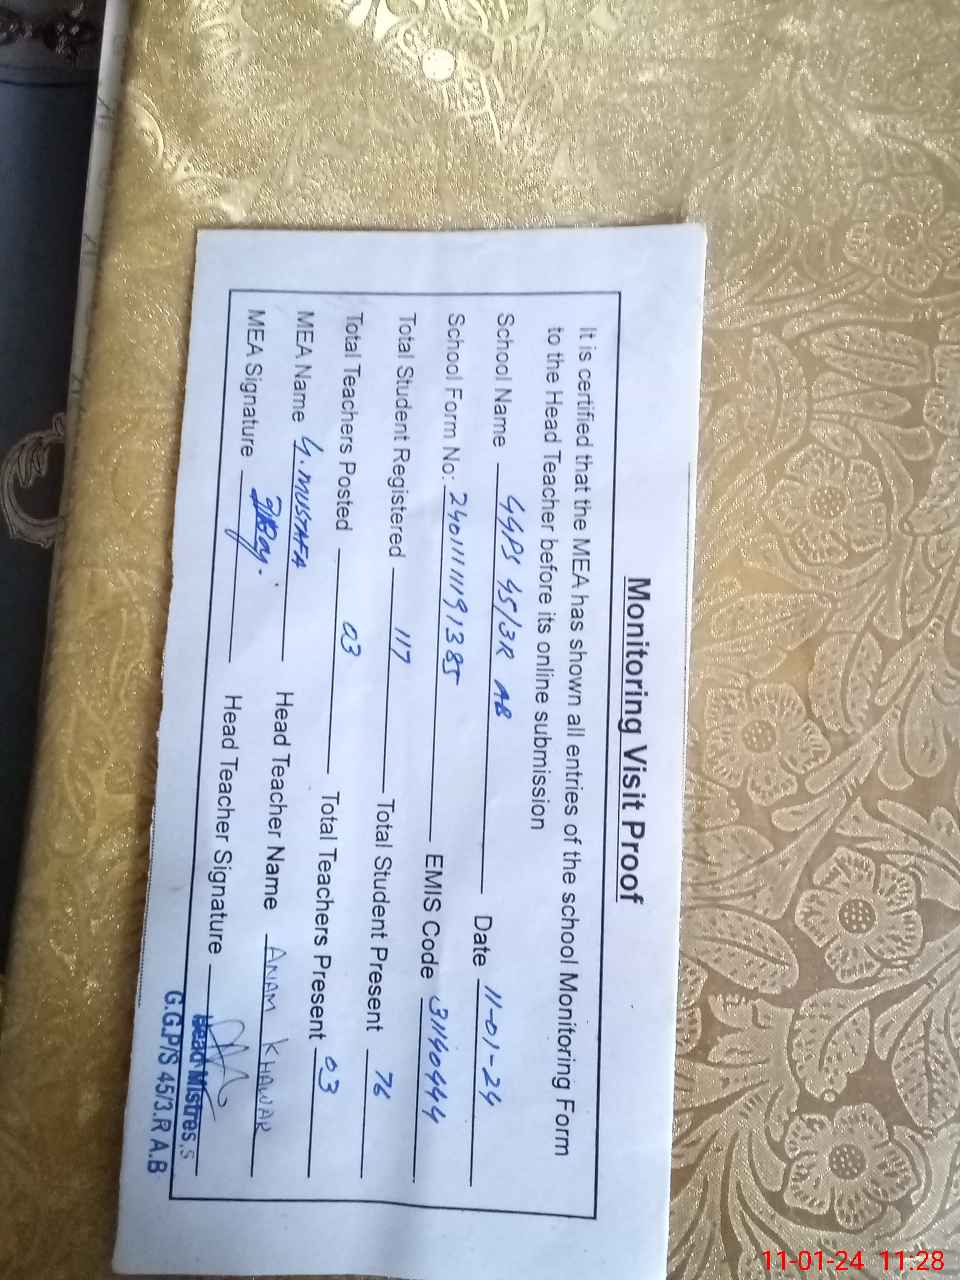 Monitoring Visit Proof
It is certified that the MEA has shown all entries of the school Monitoring Form
to the Head Teacher before its online submission
School Name GGPS 45/3R AB Date 11-01-24
School Form No: 2401111191385 EMIS Code 31140444
Total Student Registered 117 Total Student Present 76
Total Teachers Posted 03 Total Teachers Present 03
MEA Name G. MUSTAFA Head Teacher Name ANAM KHAWAR
MEA Signature Head Teacher Signature
Head Mistres.s
G.G.P/S 45/3.R A.B
11-01-24 11:28